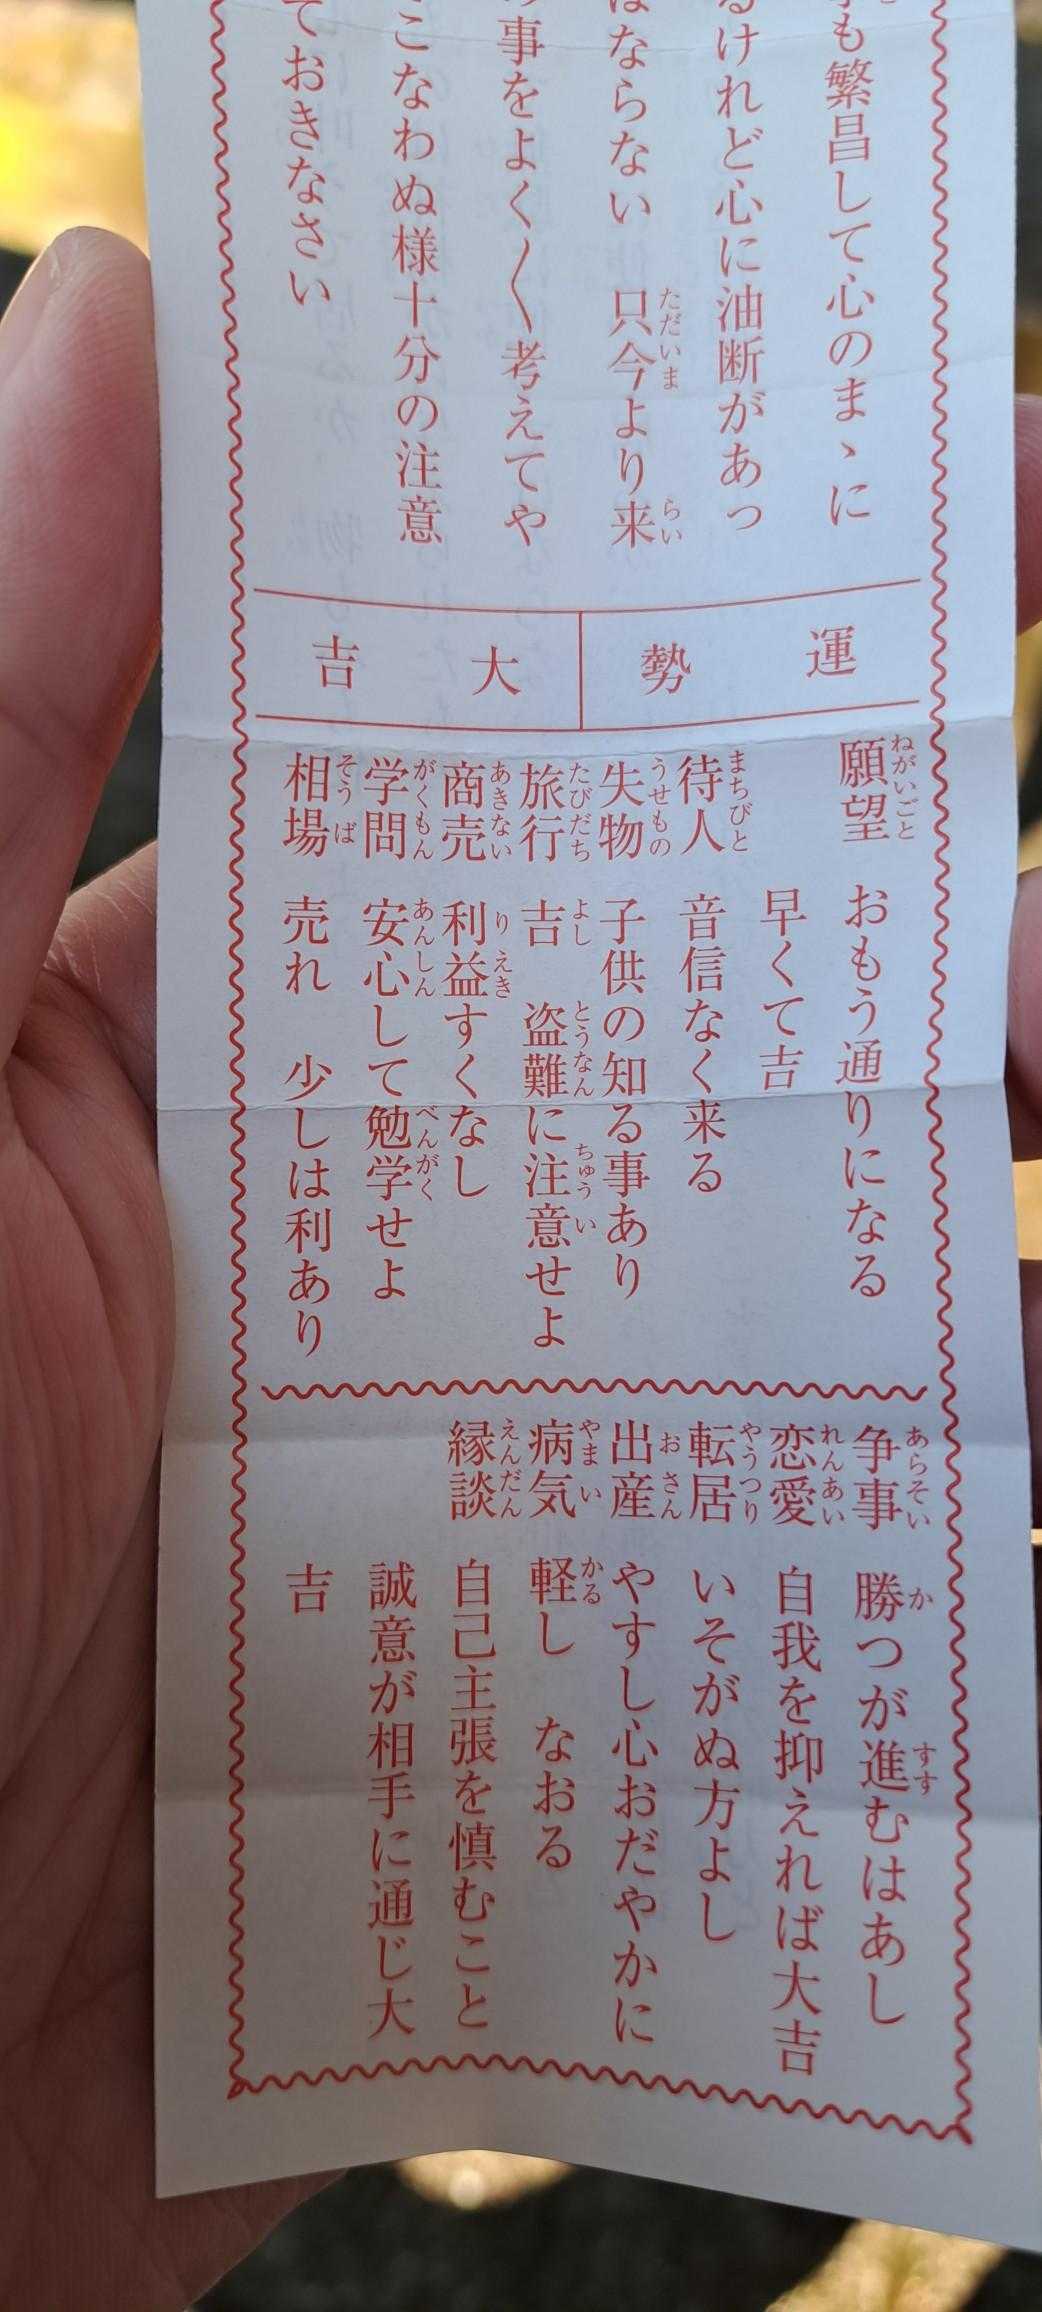 も繁昌して心のまゝに
るけれど心に油断があっ
ばならない 只今より来
事をよく〱考えてや
こなわぬ様十分の注意
ておきなさい
運勢 大吉
願望 おもう通りになる
早くて吉
待人 音信なく来る
失物 子供の知る事あり
旅行 吉 盗難に注意せよ
商売 利益すくなし
学問 安心して勉学せよ
相場 売れ 少しは利あり
争事 勝つが進むはあし
恋愛 自我を抑えれば大吉
転居 いそがぬ方よし
出産 やすし心おだやかに
病気 軽し なおる
縁談 自己主張を慎むこと
誠意が相手に通じ大
吉